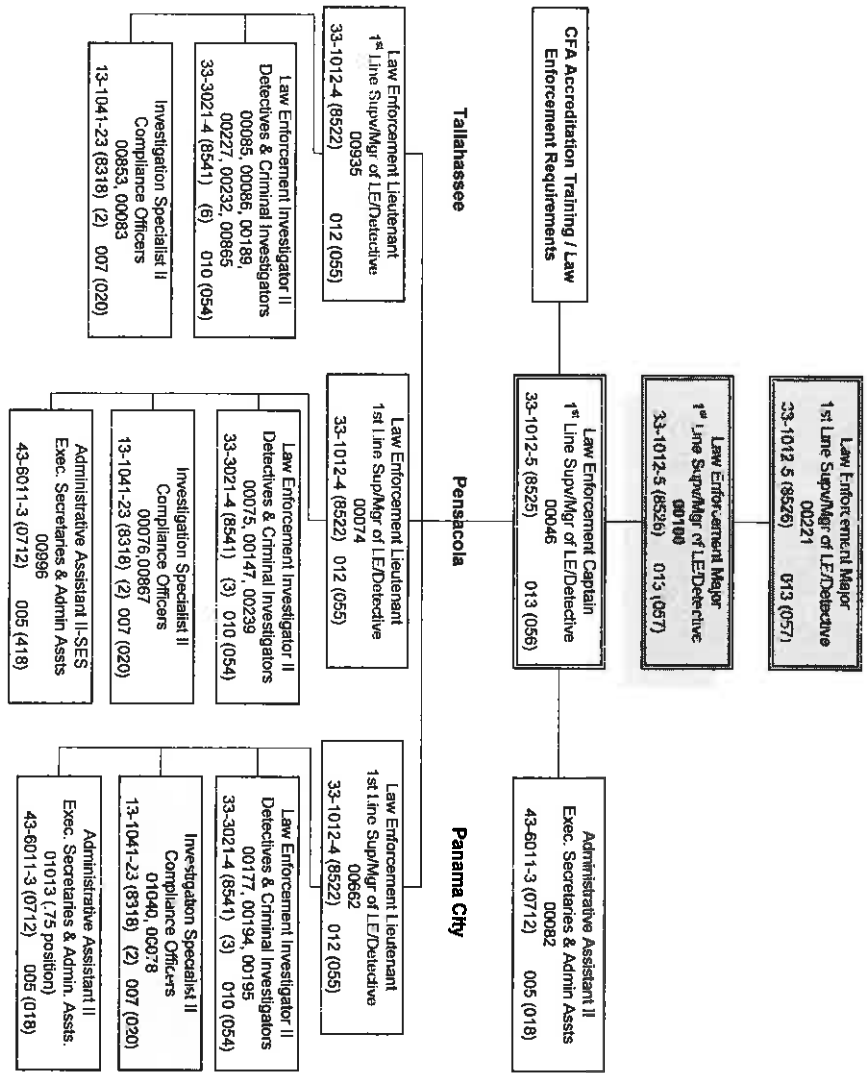 Law Enforcement Major
1st Line Supv/Mgr of LE/Detective
00221
33-1012-5 (8526) 013 (057)
Law Enforcement Major
1st Line Supv/Mgr of LE/Detective
00100
33-1012-5 (8526) 013 (057)
CFA Accreditation Training / Law
Enforcement Requirements
Law Enforcement Captain
1st Line Supv/Mgr of LE/Detective
00046
33-1012-5 (8525) 013 (056)
Administrative Assistant II
Exec. Secretaries & Admin Assts
00082
43-6011-3 (0712) 005 (018)
Tallahassee
Law Enforcement Lieutenant
1st Line Supv/Mgr of LE/Detective
00935
33-1012-4 (8522) 012 (055)
Law Enforcement Investigator II
Detectives & Criminal Investigators
00085, 00086, 00189,
00227, 00232, 00865
33-3021-4 (8541) (6) 010 (054)
Investigation Specialist II
Compliance Officers
00853, 00083
13-1041-23 (8318) (2) 007 (020)
Pensacola
Law Enforcement Lieutenant
1st Line Sup/Mgr of LE/Detective
00074
33-1012-4 (8522) 012 (055)
Law Enforcement Investigator II
Detectives & Criminal Investigators
00075, 00147, 00239
33-3021-4 (8541) (3) 010 (054)
Investigation Specialist II
Compliance Officers
00076,00867
13-1041-23 (8318) (2) 007 (020)
Administrative Assistant II-SES
Exec. Secretaries & Admin Assts
00996
43-6011-3 (0712) 005 (418)
Panama City
Law Enforcement Lieutenant
1st Line Sup/Mgr of LE/Detective
00662
33-1012-4 (8522) 012 (055)
Law Enforcement Investigator II
Detectives & Criminal Investigators
00177, 00194, 00195
33-3021-4 (8541) (3) 010 (054)
Investigation Specialist II
Compliance Officers
01040, 00078
13-1041-23 (8318) (2) 007 (020)
Administrative Assistant II
Exec. Secretaries & Admin. Assts.
01013 (.75 position)
43-6011-3 (0712) 005 (018)